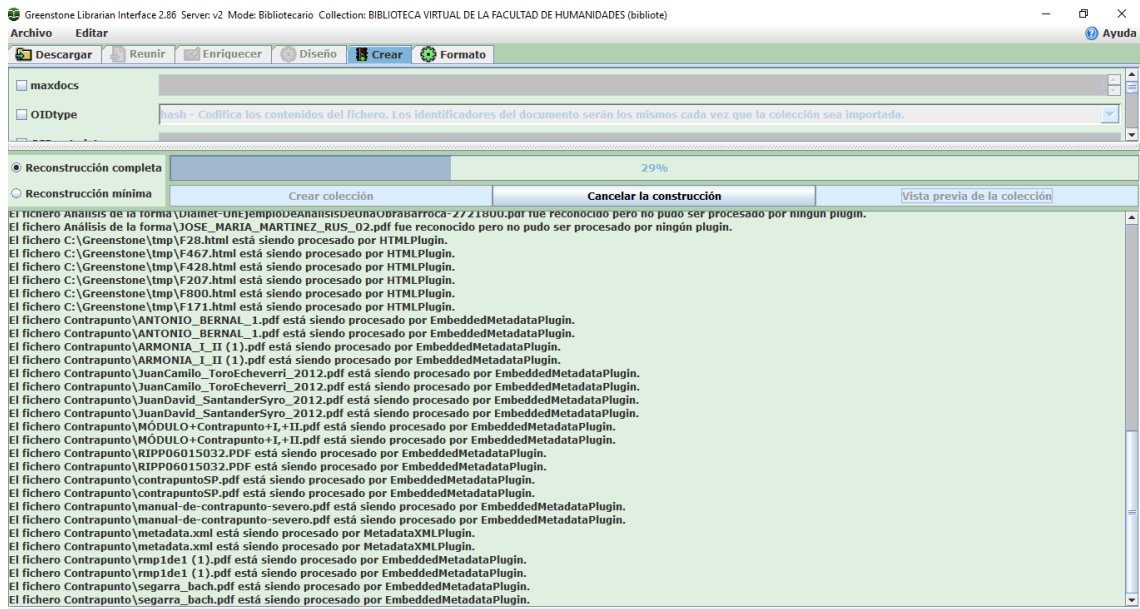 Greenstone Librarian Interface 2.86 Server: v2 Mode: Bibliotecario Collection: BIBLIOTECA VIRTUAL DE LA FACULTAD DE HUMANIDADES (bibliote)
Archivo Editar Ayuda
Descargar Reunir Enriquecer Diseño Crear Formato
maxdocs
OIDtype hash - Codifica los contenidos del fichero. Los identificadores del documento serán los mismos cada vez que la colección sea importada.
Reconstrucción completa 29%
Reconstrucción mínima Crear colección Cancelar la construcción Vista previa de la colección
El fichero Análisis de la forma\Dialnet-UnEjemploDeAnalisisDeUnaObraBarroca-2721800.pdf fue reconocido pero no pudo ser procesado por ningún plugin.
El fichero Análisis de la forma\JOSE_MARIA_MARTINEZ_RUS_02.pdf fue reconocido pero no pudo ser procesado por ningún plugin.
El fichero C:\Greenstone\tmp\F28.html está siendo procesado por HTMLPlugin.
El fichero C:\Greenstone\tmp\F467.html está siendo procesado por HTMLPlugin.
El fichero C:\Greenstone\tmp\F428.html está siendo procesado por HTMLPlugin.
El fichero C:\Greenstone\tmp\F207.html está siendo procesado por HTMLPlugin.
El fichero C:\Greenstone\tmp\F800.html está siendo procesado por HTMLPlugin.
El fichero C:\Greenstone\tmp\F171.html está siendo procesado por HTMLPlugin.
El fichero Contrapunto\ANTONIO_BERNAL_1.pdf está siendo procesado por EmbeddedMetadataPlugin.
El fichero Contrapunto\ANTONIO_BERNAL_1.pdf está siendo procesado por EmbeddedMetadataPlugin.
El fichero Contrapunto\ARMONIA_I_II (1).pdf está siendo procesado por EmbeddedMetadataPlugin.
El fichero Contrapunto\ARMONIA_I_II (1).pdf está siendo procesado por EmbeddedMetadataPlugin.
El fichero Contrapunto\JuanCamilo_ToroEcheverri_2012.pdf está siendo procesado por EmbeddedMetadataPlugin.
El fichero Contrapunto\JuanCamilo_ToroEcheverri_2012.pdf está siendo procesado por EmbeddedMetadataPlugin.
El fichero Contrapunto\JuanDavid_SantanderSyro_2012.pdf está siendo procesado por EmbeddedMetadataPlugin.
El fichero Contrapunto\JuanDavid_SantanderSyro_2012.pdf está siendo procesado por EmbeddedMetadataPlugin.
El fichero Contrapunto\MÓDULO+Contrapunto+I,+II.pdf está siendo procesado por EmbeddedMetadataPlugin.
El fichero Contrapunto\MÓDULO+Contrapunto+I,+II.pdf está siendo procesado por EmbeddedMetadataPlugin.
El fichero Contrapunto\RIPP06015032.PDF está siendo procesado por EmbeddedMetadataPlugin.
El fichero Contrapunto\RIPP06015032.PDF está siendo procesado por EmbeddedMetadataPlugin.
El fichero Contrapunto\contrapuntoSP.pdf está siendo procesado por EmbeddedMetadataPlugin.
El fichero Contrapunto\contrapuntoSP.pdf está siendo procesado por EmbeddedMetadataPlugin.
El fichero Contrapunto\manual-de-contrapunto-severo.pdf está siendo procesado por EmbeddedMetadataPlugin.
El fichero Contrapunto\manual-de-contrapunto-severo.pdf está siendo procesado por EmbeddedMetadataPlugin.
El fichero Contrapunto\metadata.xml está siendo procesado por MetadataXMLPlugin.
El fichero Contrapunto\metadata.xml está siendo procesado por MetadataXMLPlugin.
El fichero Contrapunto\rmp1de1 (1).pdf está siendo procesado por EmbeddedMetadataPlugin.
El fichero Contrapunto\rmp1de1 (1).pdf está siendo procesado por EmbeddedMetadataPlugin.
El fichero Contrapunto\segarra_bach.pdf está siendo procesado por EmbeddedMetadataPlugin.
El fichero Contrapunto\segarra_bach.pdf está siendo procesado por EmbeddedMetadataPlugin.